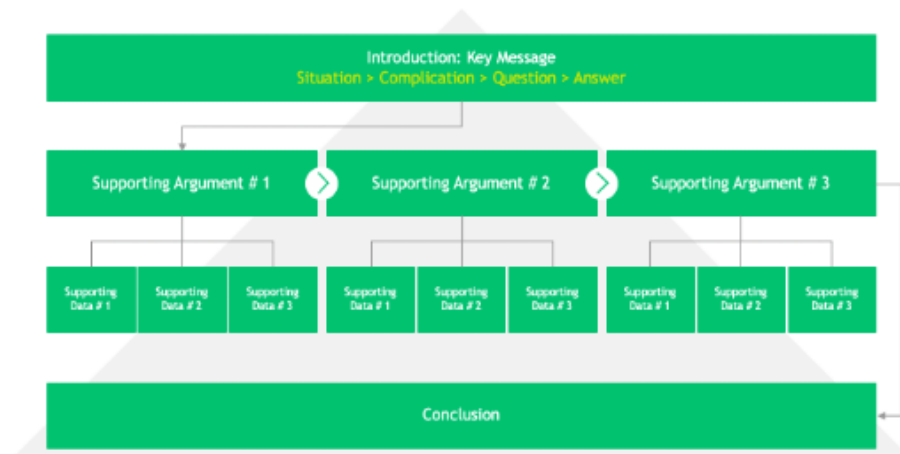 Introduction: Key Message
Situation > Complication > Question > Answer
Supporting Argument # 1
Supporting Argument # 2
Supporting Argument # 3
Supporting
Data # 1
Supporting
Data # 2
Supporting
Data # 3
Supporting
Data # 1
Supporting
Data # 2
Supporting
Data # 3
Supporting
Data # 1
Supporting
Data # 2
Supporting
Data # 3
Conclusion